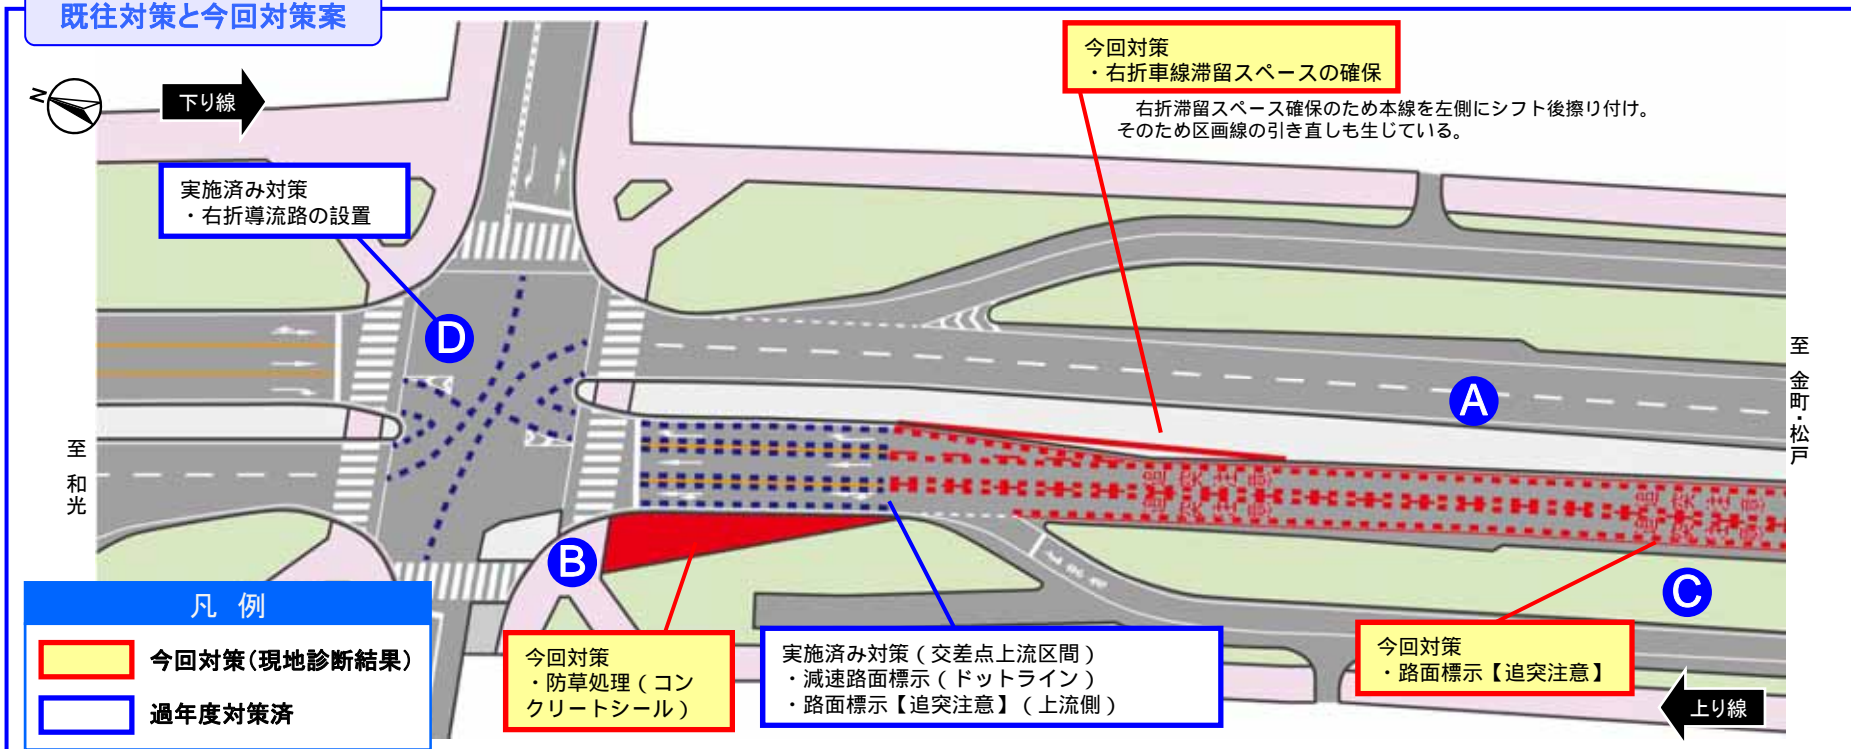 既往対策と今回対策案
N
下り線
今回対策
・右折車線滞留スペースの確保
右折滞留スペース確保のため本線を左側にシフト後擦り付け。
そのため区画線の引き直しも生じている。
実施済み対策
・右折導流路の設置
D
A
至 金町・松戸
至 和光
追突注意
追突注意
B
C
凡 例
今回対策(現地診断結果)
過年度対策済
今回対策
・防草処理(コン
クリートシール)
実施済み対策(交差点上流区間)
・減速路面標示(ドットライン)
・路面標示【追突注意】(上流側)
今回対策
・路面標示【追突注意】
上り線